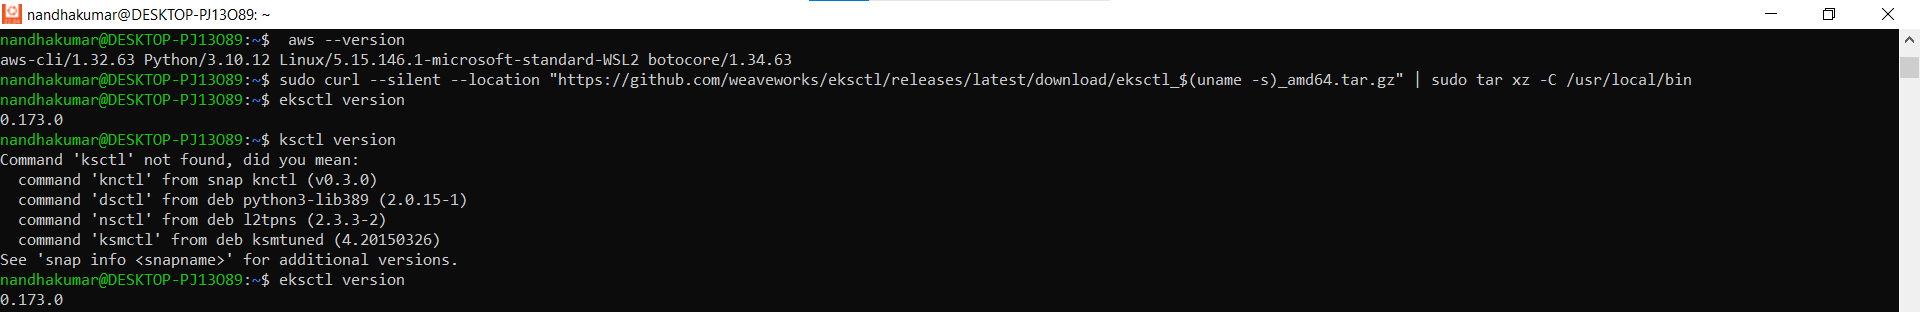 nandhakumar@DESKTOP-PJ13O89: ~
nandhakumar@DESKTOP-PJ13O89:~$  aws --version
aws-cli/1.32.63 Python/3.10.12 Linux/5.15.146.1-microsoft-standard-WSL2 botocore/1.34.63
nandhakumar@DESKTOP-PJ13O89:~$ sudo curl --silent --location "https://github.com/weaveworks/eksctl/releases/latest/download/eksctl_$(uname -s)_amd64.tar.gz" | sudo tar xz -C /usr/local/bin
nandhakumar@DESKTOP-PJ13O89:~$ eksctl version
0.173.0
nandhakumar@DESKTOP-PJ13O89:~$ ksctl version
Command 'ksctl' not found, did you mean:
  command 'knctl' from snap knctl (v0.3.0)
  command 'dsctl' from deb python3-lib389 (2.0.15-1)
  command 'nsctl' from deb l2tpns (2.3.3-2)
  command 'ksmctl' from deb ksmtuned (4.20150326)
See 'snap info <snapname>' for additional versions.
nandhakumar@DESKTOP-PJ13O89:~$ eksctl version
0.173.0